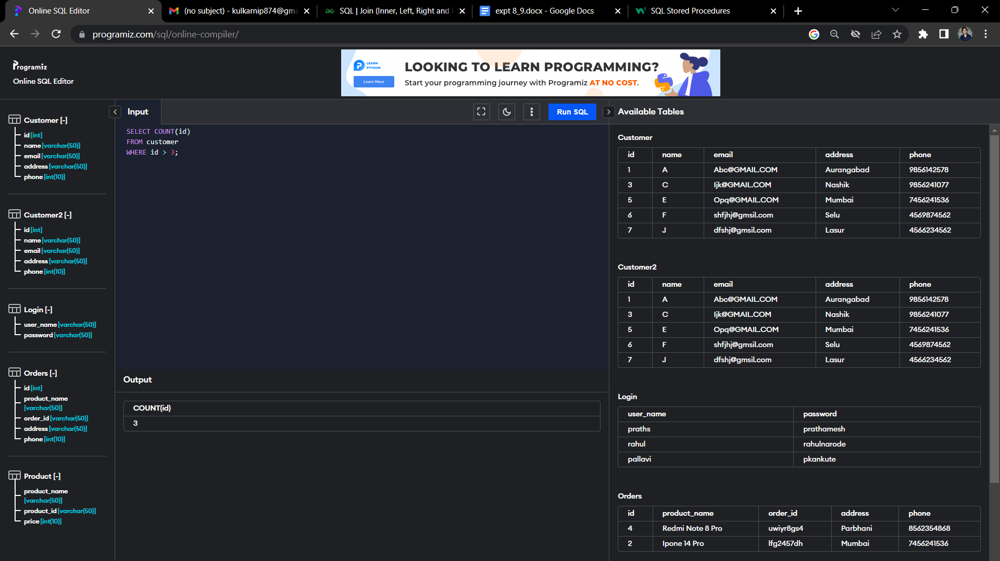 Online SQL Editor
(no subject) - kulkarnip874@gma
SQL | Join (Inner, Left, Right and F
expt 8_9.docx - Google Docs
SQL Stored Procedures
programiz.com/sql/online-compiler/
Programiz
Online SQL Editor
LEARN PYTHON
Learn More
LOOKING TO LEARN PROGRAMMING?
Start your programming journey with Programiz AT NO COST.
Customer [-]
id [int]
name [varchar(50)]
email [varchar(50)]
address [varchar(50)]
phone [int(10)]
Customer2 [-]
id [int]
name [varchar(50)]
email [varchar(50)]
address [varchar(50)]
phone [int(10)]
Login [-]
user_name [varchar(50)]
password [varchar(50)]
Orders [-]
id [int]
product_name
[varchar(50)]
order_id [varchar(50)]
address [varchar(50)]
phone [int(10)]
Product [-]
product_name
[varchar(50)]
product_id [varchar(50)]
price [int(10)]
Input
Run SQL
SELECT COUNT(id)
FROM customer
WHERE id > 3;
Output
COUNT(id)
3
Available Tables
Customer
id name email address phone
1 A Abc@GMAIL.COM Aurangabad 9856142578
3 C Ijk@GMAIL.COM Nashik 9856241077
5 E Opq@GMAIL.COM Mumbai 7456241536
6 F shfjhj@gmsil.com Selu 4569874562
7 J dfshj@gmsil.com Lasur 4566234562
Customer2
id name email address phone
1 A Abc@GMAIL.COM Aurangabad 9856142578
3 C Ijk@GMAIL.COM Nashik 9856241077
5 E Opq@GMAIL.COM Mumbai 7456241536
6 F shfjhj@gmsil.com Selu 4569874562
7 J dfshj@gmsil.com Lasur 4566234562
Login
user_name password
praths prathamesh
rahul rahulnarode
pallavi pkankute
Orders
id product_name order_id address phone
4 Redmi Note 8 Pro uwiyr8gs4 Parbhani 8562354868
2 Ipone 14 Pro lfg2457dh Mumbai 7456241536